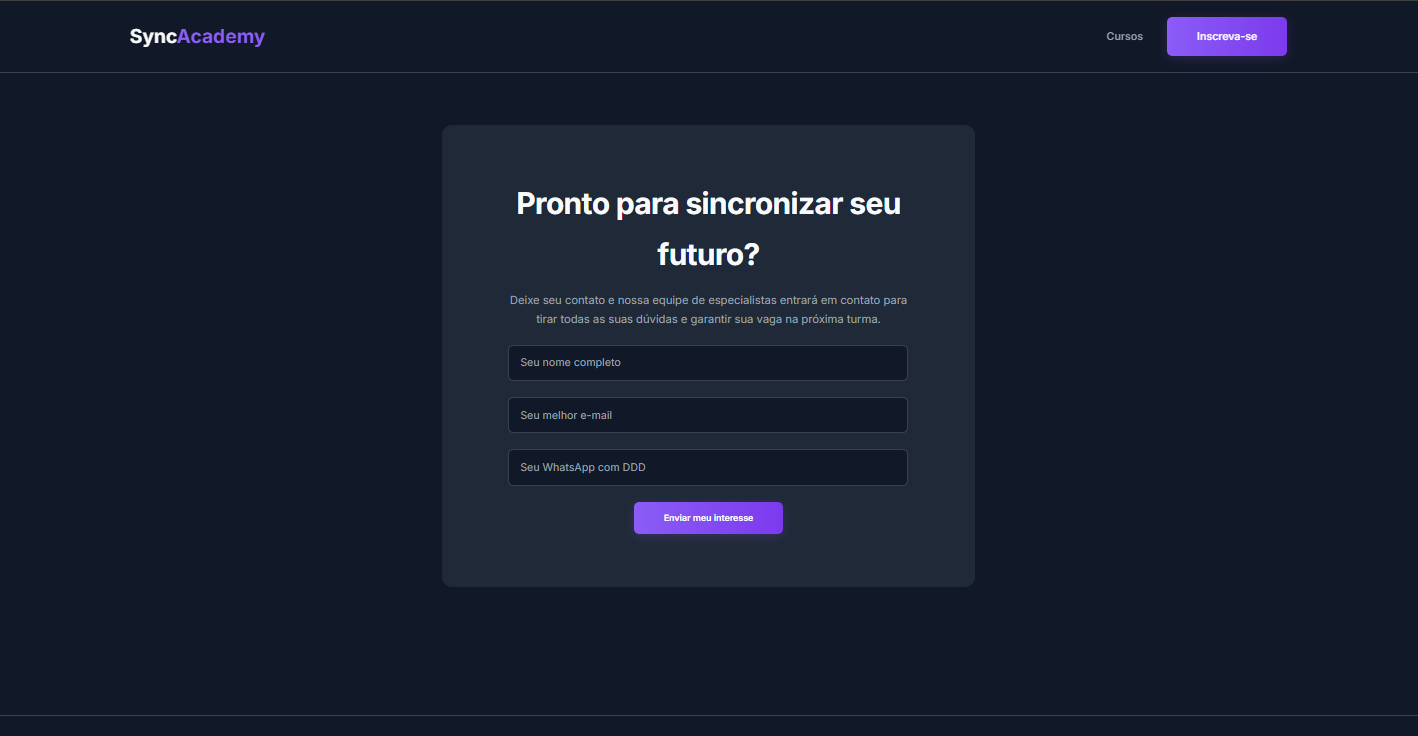 SyncAcademy
Cursos
Inscreva-se
Pronto para sincronizar seu
futuro?
Deixe seu contato e nossa equipe de especialistas entrará em contato para
tirar todas as suas dúvidas e garantir sua vaga na próxima turma.
Seu nome completo
Seu melhor e-mail
Seu WhatsApp com DDD
Enviar meu interesse